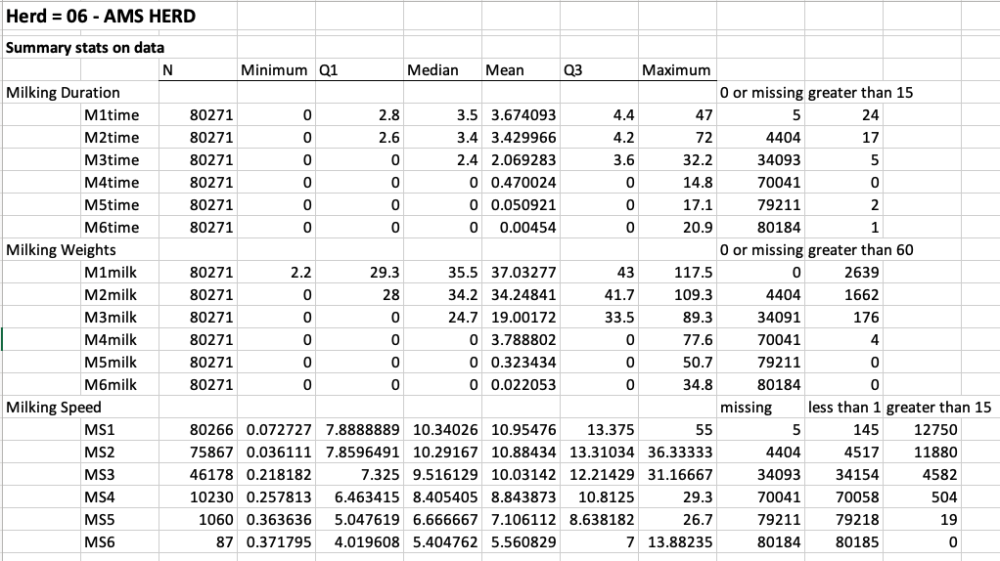 Herd = 06 - AMS HERD
Summary stats on data
N Minimum Q1 Median Mean Q3 Maximum
Milking Duration 0 or missing greater than 15
M1time 80271 0 2.8 3.5 3.674093 4.4 47 5 24
M2time 80271 0 2.6 3.4 3.429966 4.2 72 4404 17
M3time 80271 0 0 2.4 2.069283 3.6 32.2 34093 5
M4time 80271 0 0 0 0.470024 0 14.8 70041 0
M5time 80271 0 0 0 0.050921 0 17.1 79211 2
M6time 80271 0 0 0 0.00454 0 20.9 80184 1
Milking Weights 0 or missing greater than 60
M1milk 80271 2.2 29.3 35.5 37.03277 43 117.5 0 2639
M2milk 80271 0 28 34.2 34.24841 41.7 109.3 4404 1662
M3milk 80271 0 0 24.7 19.00172 33.5 89.3 34091 176
M4milk 80271 0 0 0 3.788802 0 77.6 70041 4
M5milk 80271 0 0 0 0.323434 0 50.7 79211 0
M6milk 80271 0 0 0 0.022053 0 34.8 80184 0
Milking Speed missing less than 1 greater than 15
MS1 80266 0.072727 7.8888889 10.34026 10.95476 13.375 55 5 145 12750
MS2 75867 0.036111 7.8596491 10.29167 10.88434 13.31034 36.33333 4404 4517 11880
MS3 46178 0.218182 7.325 9.516129 10.03142 12.21429 31.16667 34093 34154 4582
MS4 10230 0.257813 6.463415 8.405405 8.843873 10.8125 29.3 70041 70058 504
MS5 1060 0.363636 5.047619 6.666667 7.106112 8.638182 26.7 79211 79218 19
MS6 87 0.371795 4.019608 5.404762 5.560829 7 13.88235 80184 80185 0